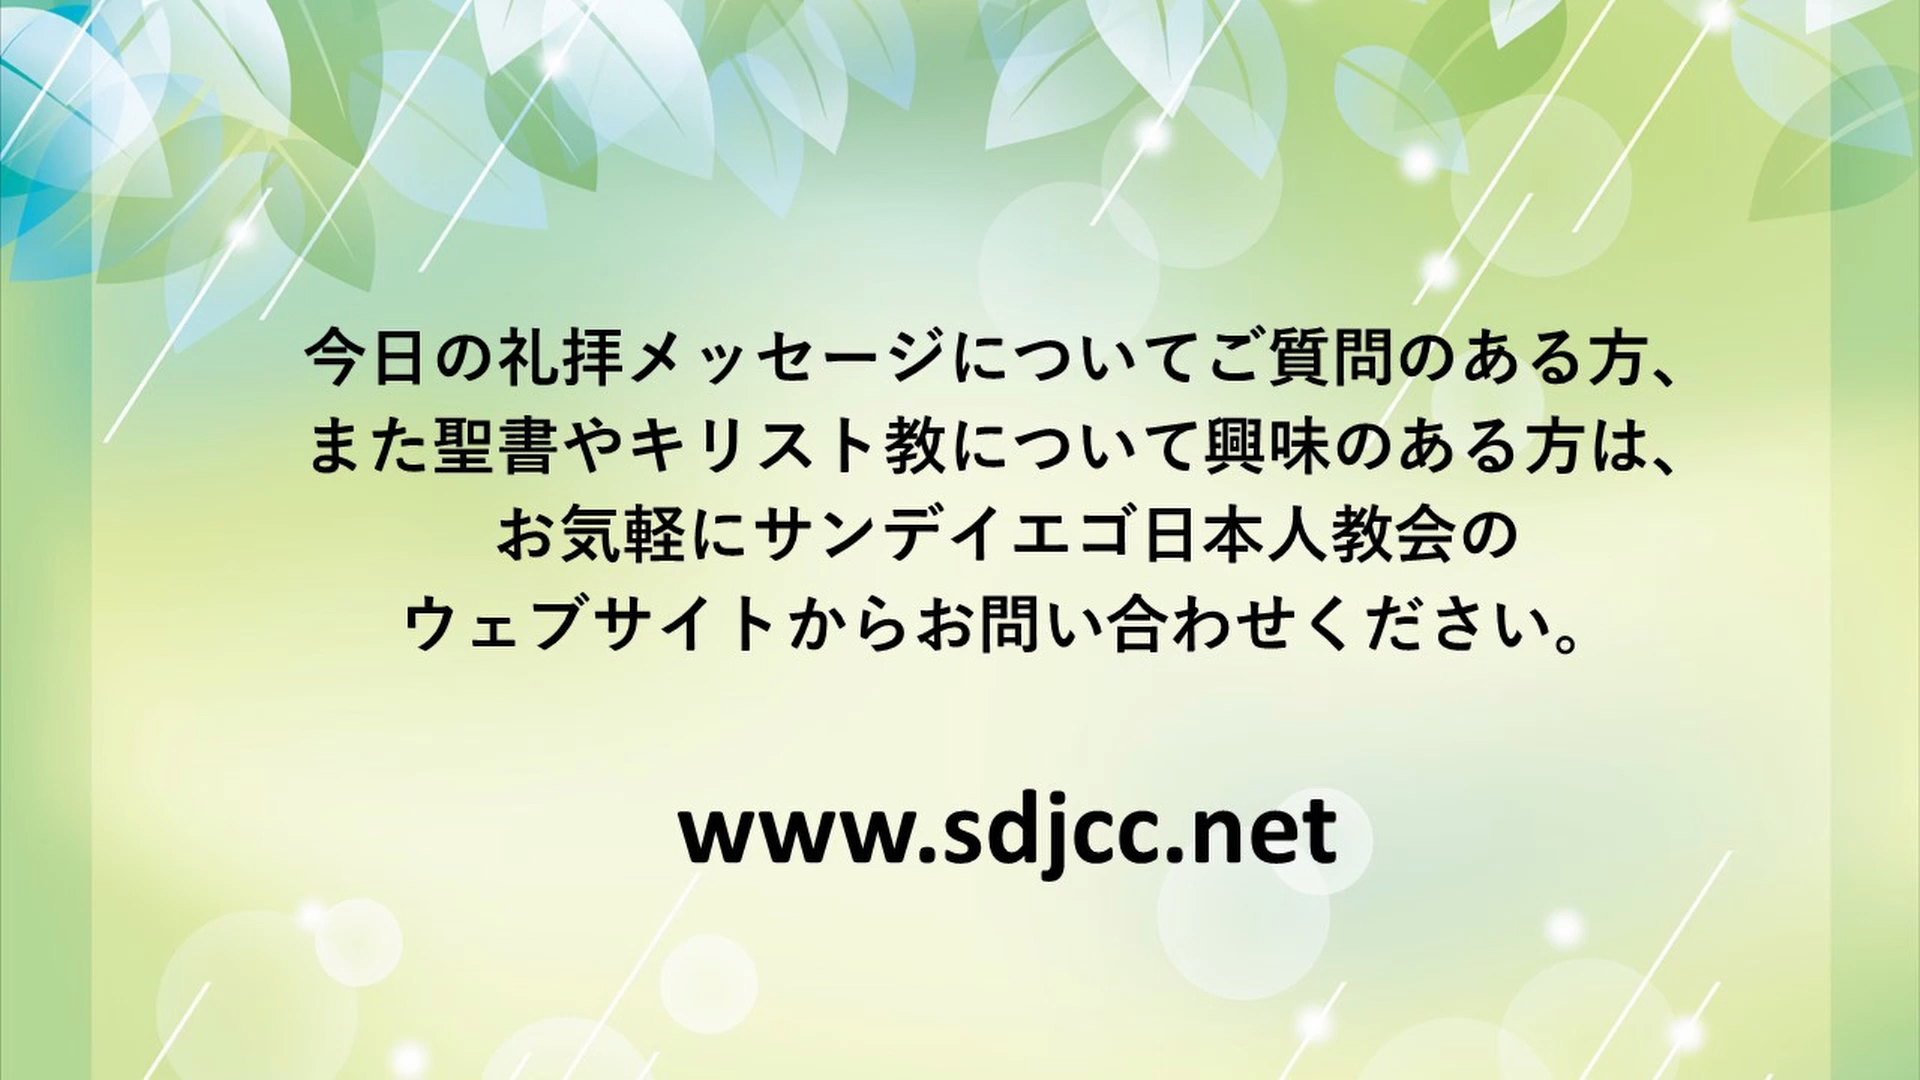 今日の礼拝メッセージについてご質問のある方、
また聖書やキリスト教について興味のある方は、
お気軽にサンデイエゴ日本人教会の
ウェブサイトからお問い合わせください。
www.sdjcc.net